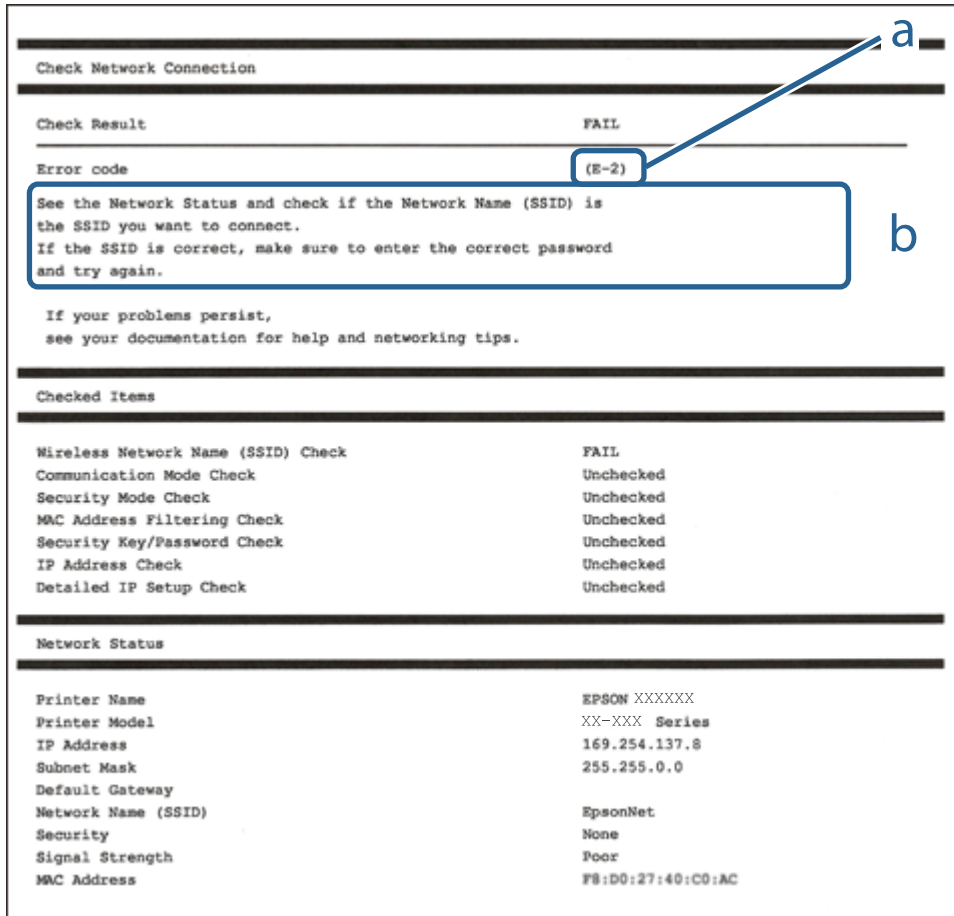 a
Check Network Connection
Check Result FAIL
Error code (E-2)
See the Network Status and check if the Network Name (SSID) is
the SSID you want to connect.
If the SSID is correct, make sure to enter the correct password
and try again.
b
If your problems persist,
see your documentation for help and networking tips.
Checked Items
Wireless Network Name (SSID) Check FAIL
Communication Mode Check Unchecked
Security Mode Check Unchecked
MAC Address Filtering Check Unchecked
Security Key/Password Check Unchecked
IP Address Check Unchecked
Detailed IP Setup Check Unchecked
Network Status
Printer Name EPSON XXXXXX
Printer Model XX-XXX Series
IP Address 169.254.137.8
Subnet Mask 255.255.0.0
Default Gateway
Network Name (SSID) EpsonNet
Security None
Signal Strength Poor
MAC Address F8:D0:27:40:C0:AC